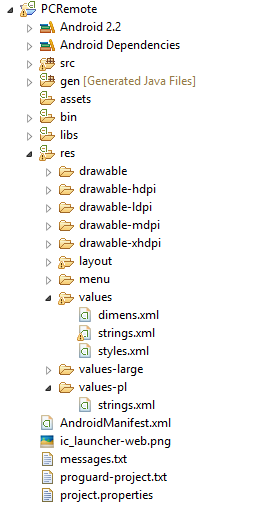 PCRemote
Android 2.2
Android Dependencies
src
gen [Generated Java Files]
assets
bin
libs
res
drawable
drawable-hdpi
drawable-ldpi
drawable-mdpi
drawable-xhdpi
layout
menu
values
dimens.xml
strings.xml
styles.xml
values-large
values-pl
strings.xml
AndroidManifest.xml
ic_launcher-web.png
messages.txt
proguard-project.txt
project.properties